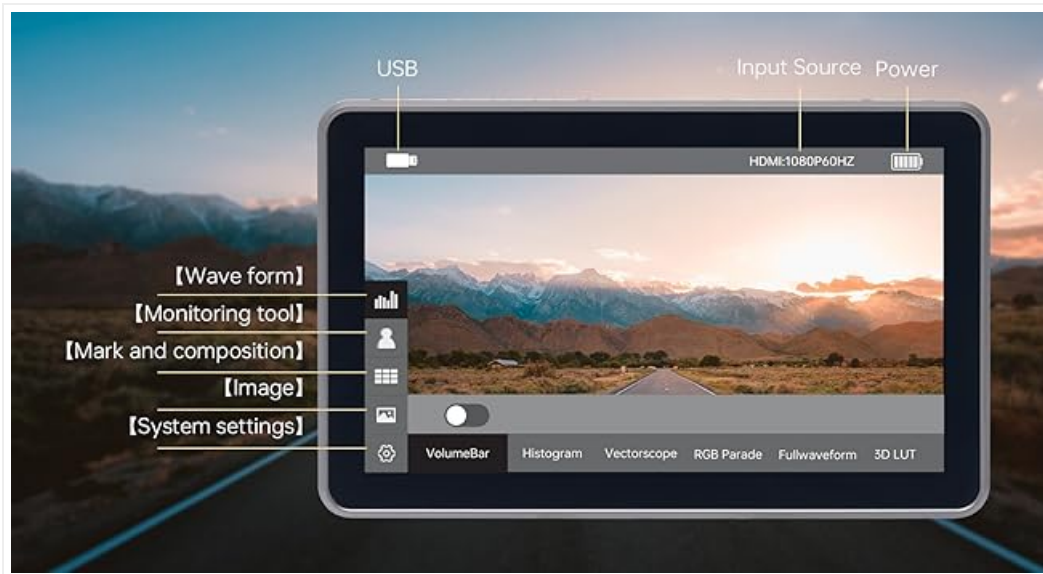 USB
Input Source Power
HDMI:1080P60HZ
【Wave form】
【Monitoring tool】
【Mark and composition】
【Image】
【System settings】
VolumeBar Histogram Vectorscope RGB Parade Fullwaveform 3D LUT